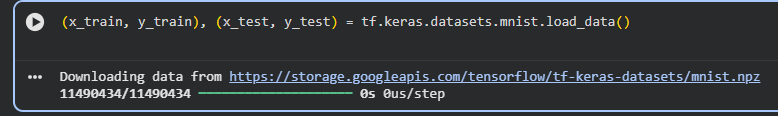 (x_train, y_train), (x_test, y_test) = tf.keras.datasets.mnist.load_data()
Downloading data from https://storage.googleapis.com/tensorflow/tf-keras-datasets/mnist.npz
11490434/11490434 ━━━━━━━━━━━━━━━━━━━━ 0s 0us/step